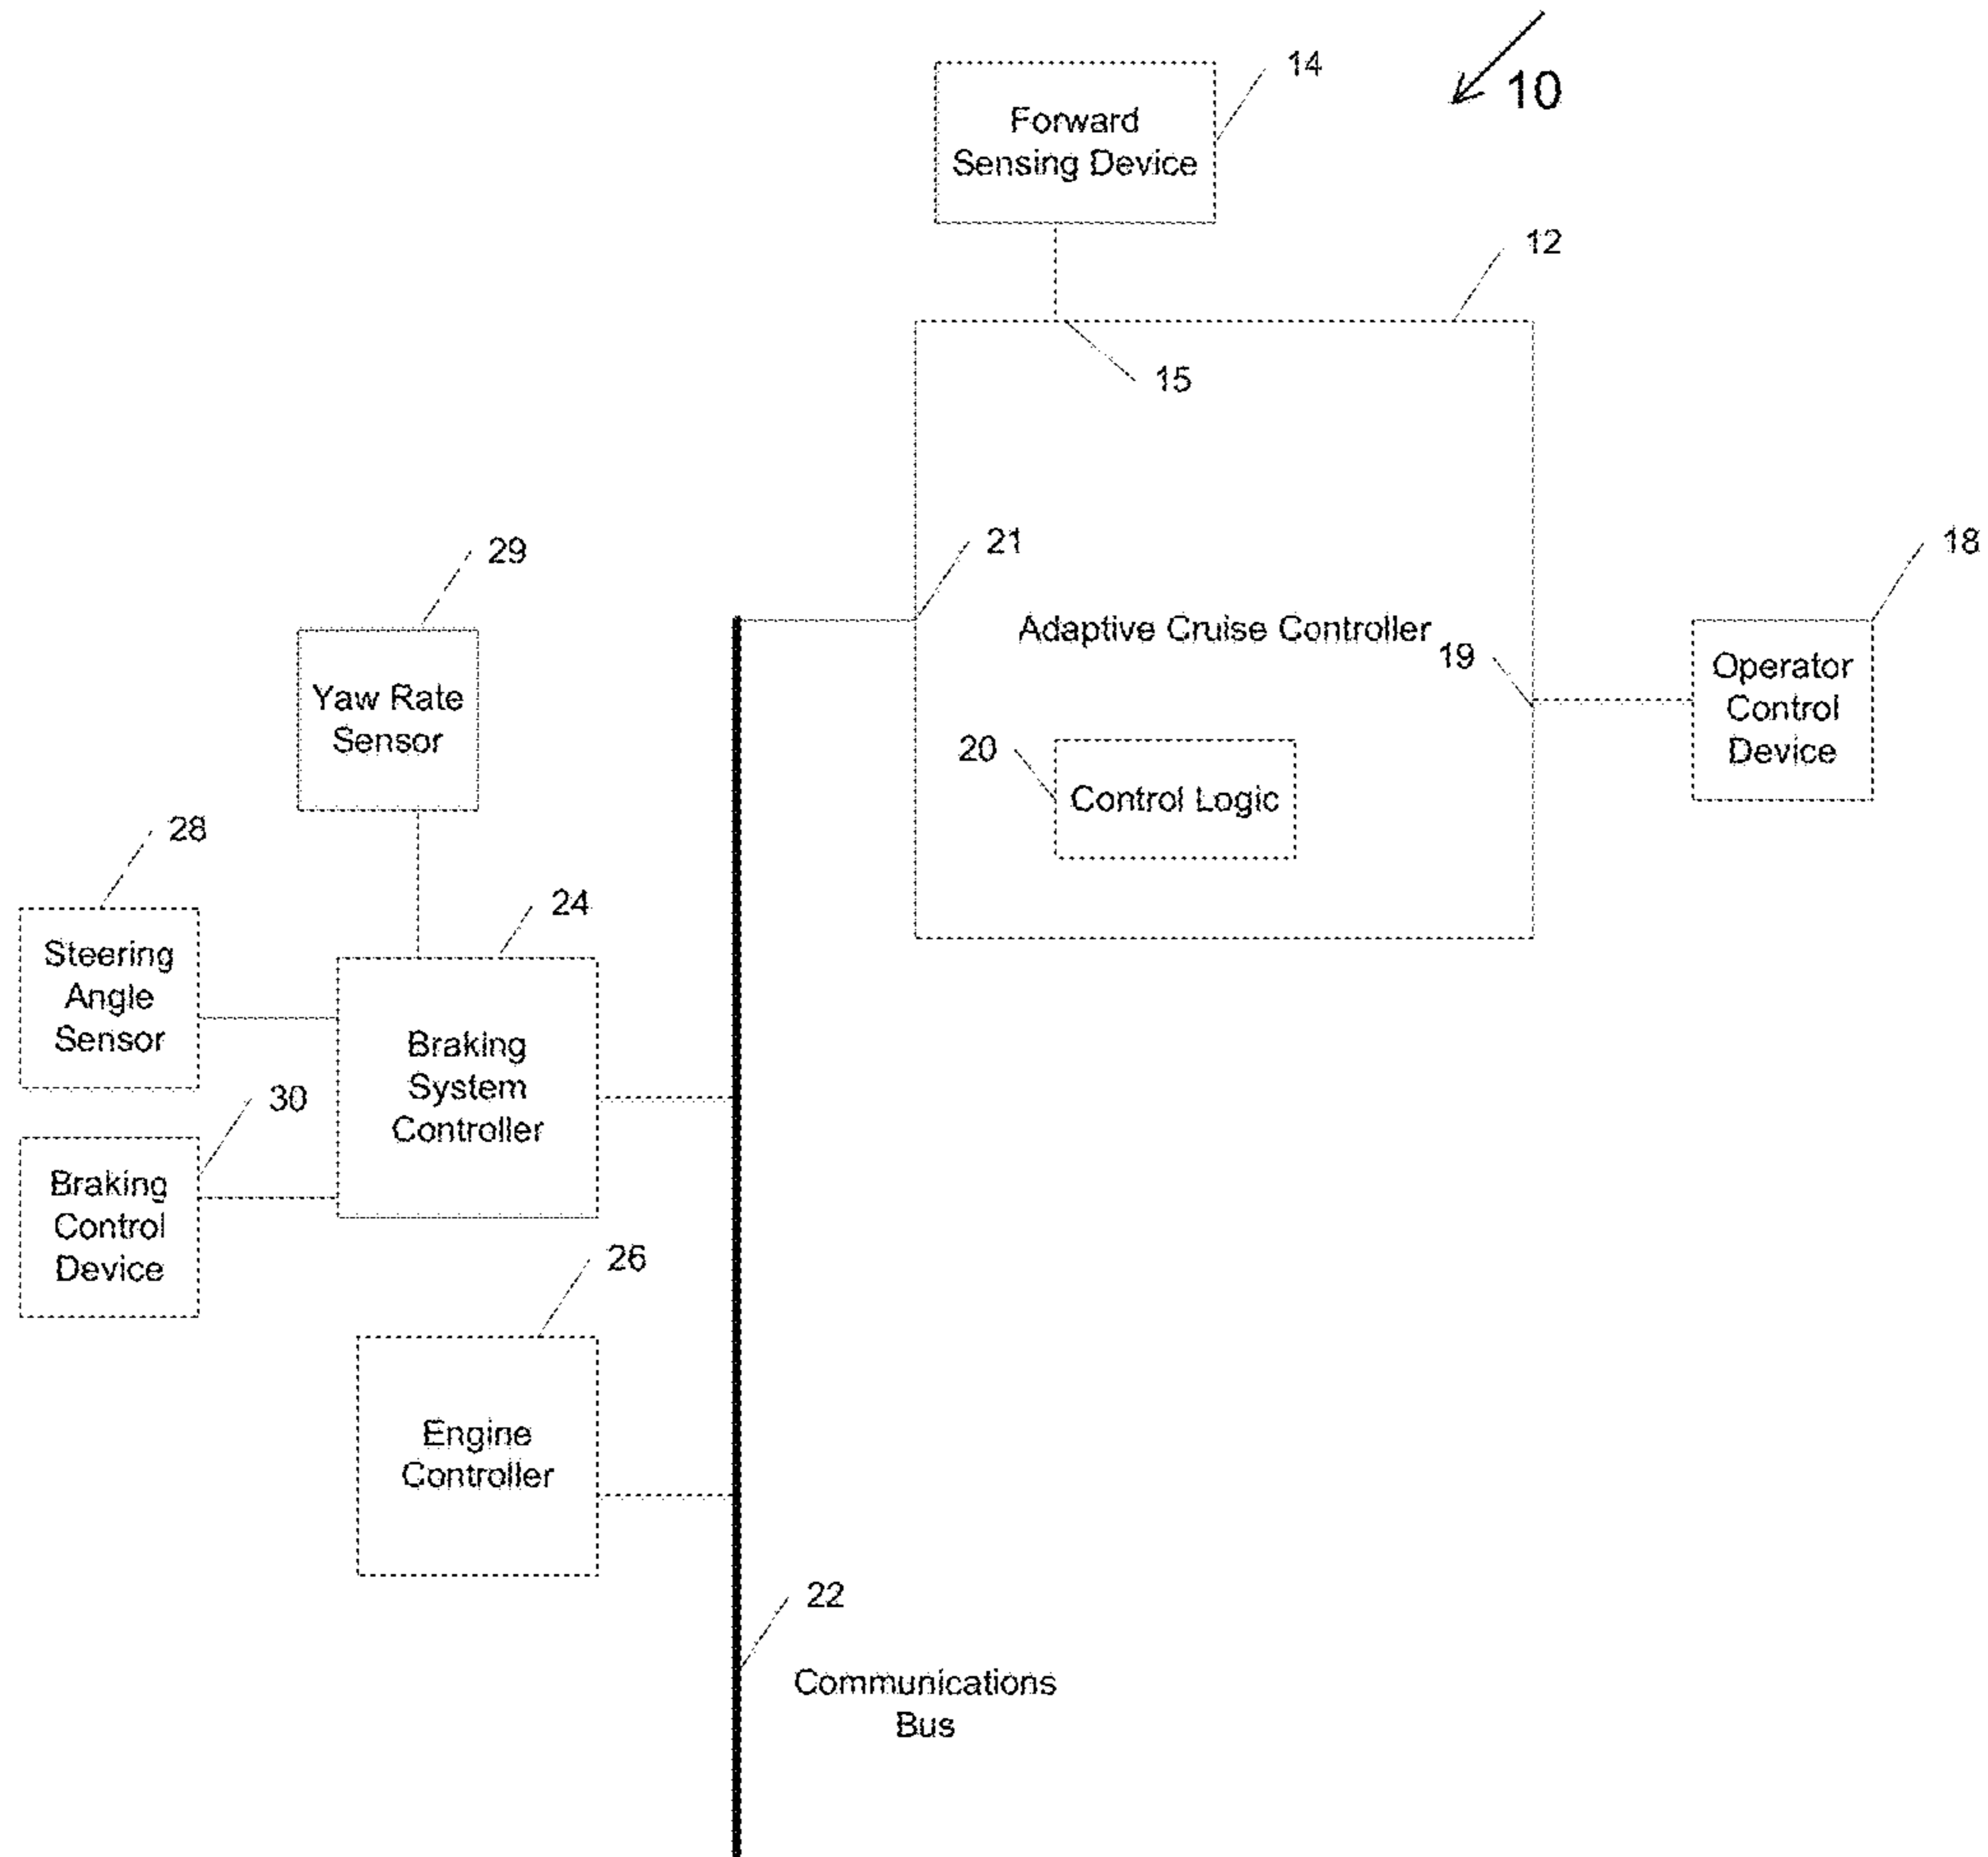 10
14
Forward
Sensing Device
12
15
21
18
29
Adaptive Cruise Controller
19
Operator
Control
Device
Yaw Rate
Sensor
20
Control Logic
28
24
Steering
Angle
Sensor
Braking
System
Controller
30
Braking
Control
Device
26
Engine
Controller
22
Communications
Bus